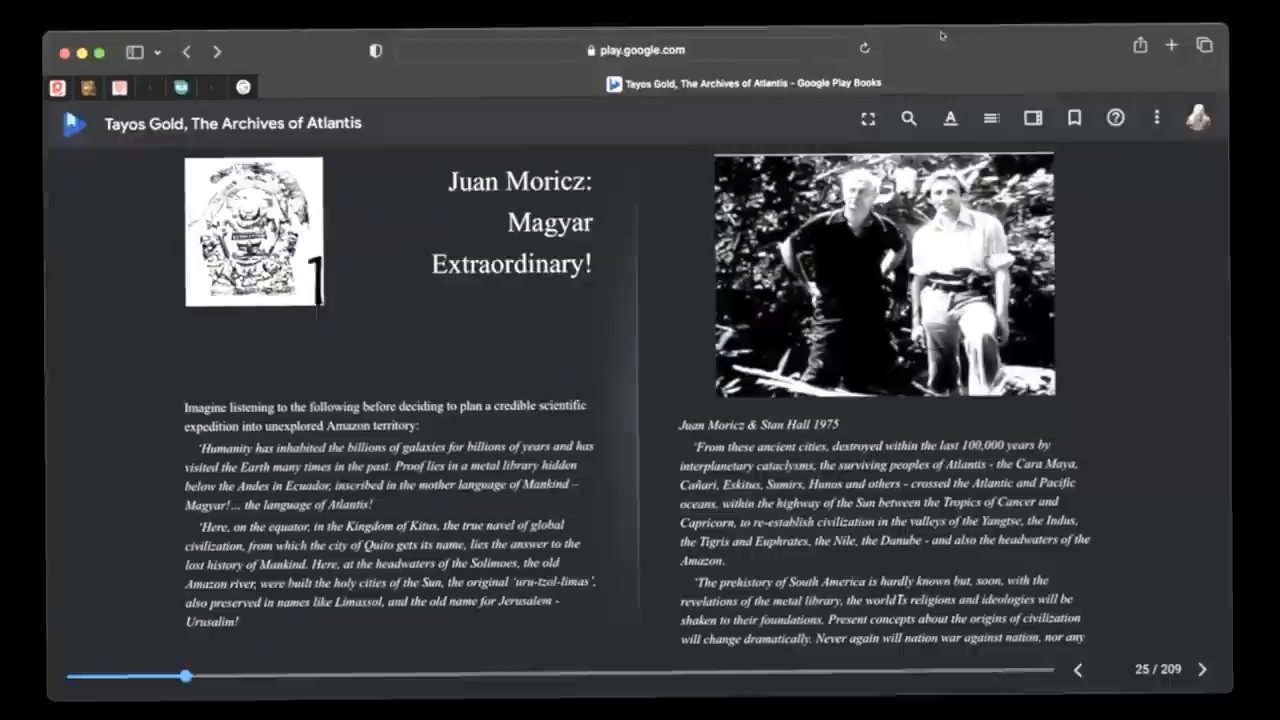 play.google.com
Tayos Gold, The Archives of Atlantis - Google Play Books
Tayos Gold, The Archives of Atlantis
1
Juan Moricz:
Magyar
Extraordinary!
Imagine listening to the following before deciding to plan a credible scientific
expedition into unexplored Amazon territory:
'Humanity has inhabited the billions of galaxies for billions of years and has
visited the Earth many times in the past. Proof lies in a metal library hidden
below the Andes in Ecuador, inscribed in the mother language of Mankind –
Magyar!... the language of Atlantis!
'Here, on the equator, in the Kingdom of Kitus, the true navel of global
civilization, from which the city of Quito gets its name, lies the answer to the
lost history of Mankind. Here, at the headwaters of the Solimoes, the old
Amazon river, were built the holy cities of the Sun, the original 'uru-tzol-limas',
also preserved in names like Limassol, and the old name for Jerusalem -
Urusalim!
Juan Moricz & Stan Hall 1975
'From these ancient cities, destroyed within the last 100,000 years by
interplanetary cataclysms, the surviving peoples of Atlantis - the Cara Maya,
Cañari, Eskitus, Sumirs, Hunos and others - crossed the Atlantic and Pacific
oceans, within the highway of the Sun between the Tropics of Cancer and
Capricorn, to re-establish civilization in the valleys of the Yangtse, the Indus,
the Tigris and Euphrates, the Nile, the Danube - and also the headwaters of the
Amazon.
'The prehistory of South America is hardly known but, soon, with the
revelations of the metal library, the worldTs religions and ideologies will be
shaken to their foundations. Present concepts about the origins of civilization
will change dramatically. Never again will nation war against nation, nor any
25 / 209